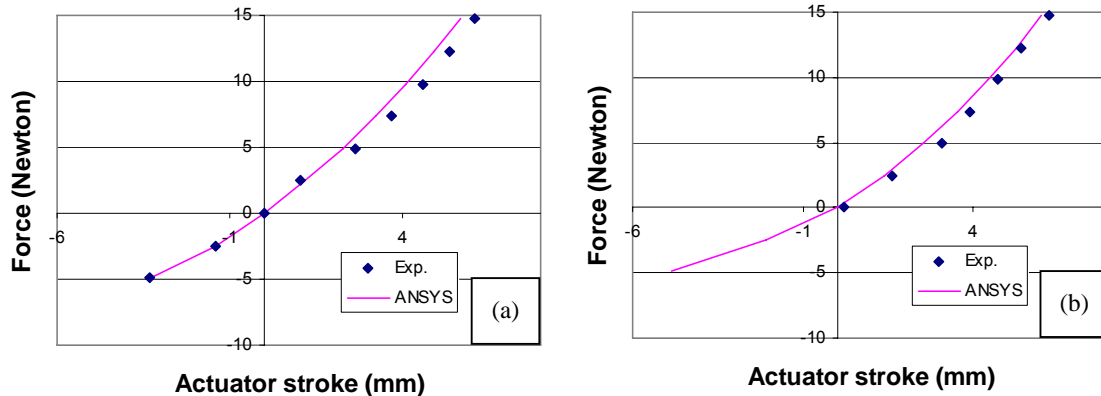 15
10
5
0
-5
-10
-6
-1
4
Force (Newton)
Actuator stroke (mm)
Exp.
ANSYS
(a)
15
10
5
0
-5
-10
-6
-1
4
Force (Newton)
Actuator stroke (mm)
Exp.
ANSYS
(b)